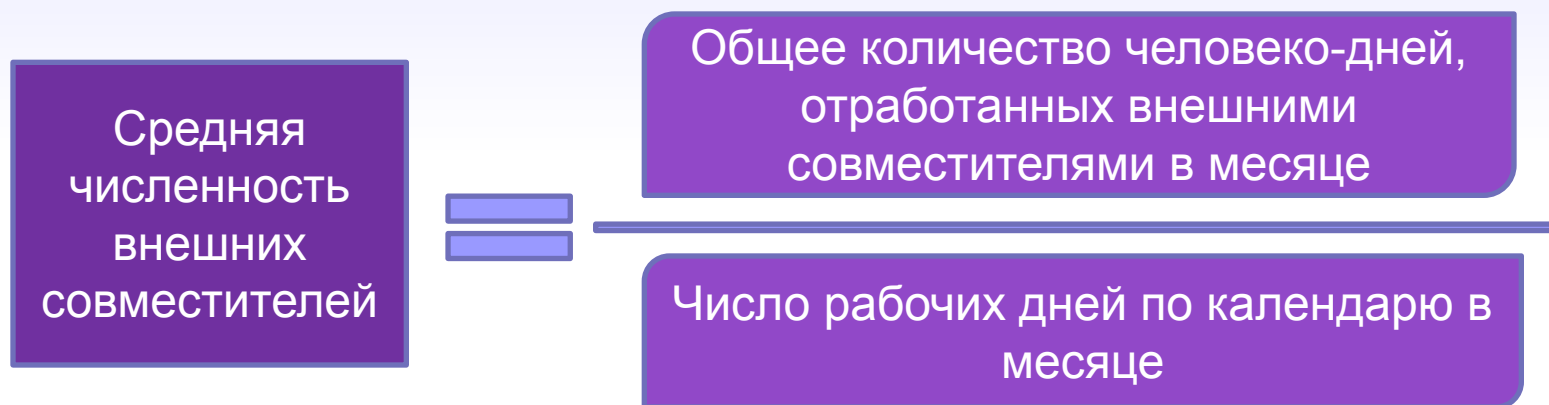 Средняя
численность
внешних
совместителей
Общее количество человеко-дней,
отработанных внешними
совместителями в месяце
Число рабочих дней по календарю в
месяце